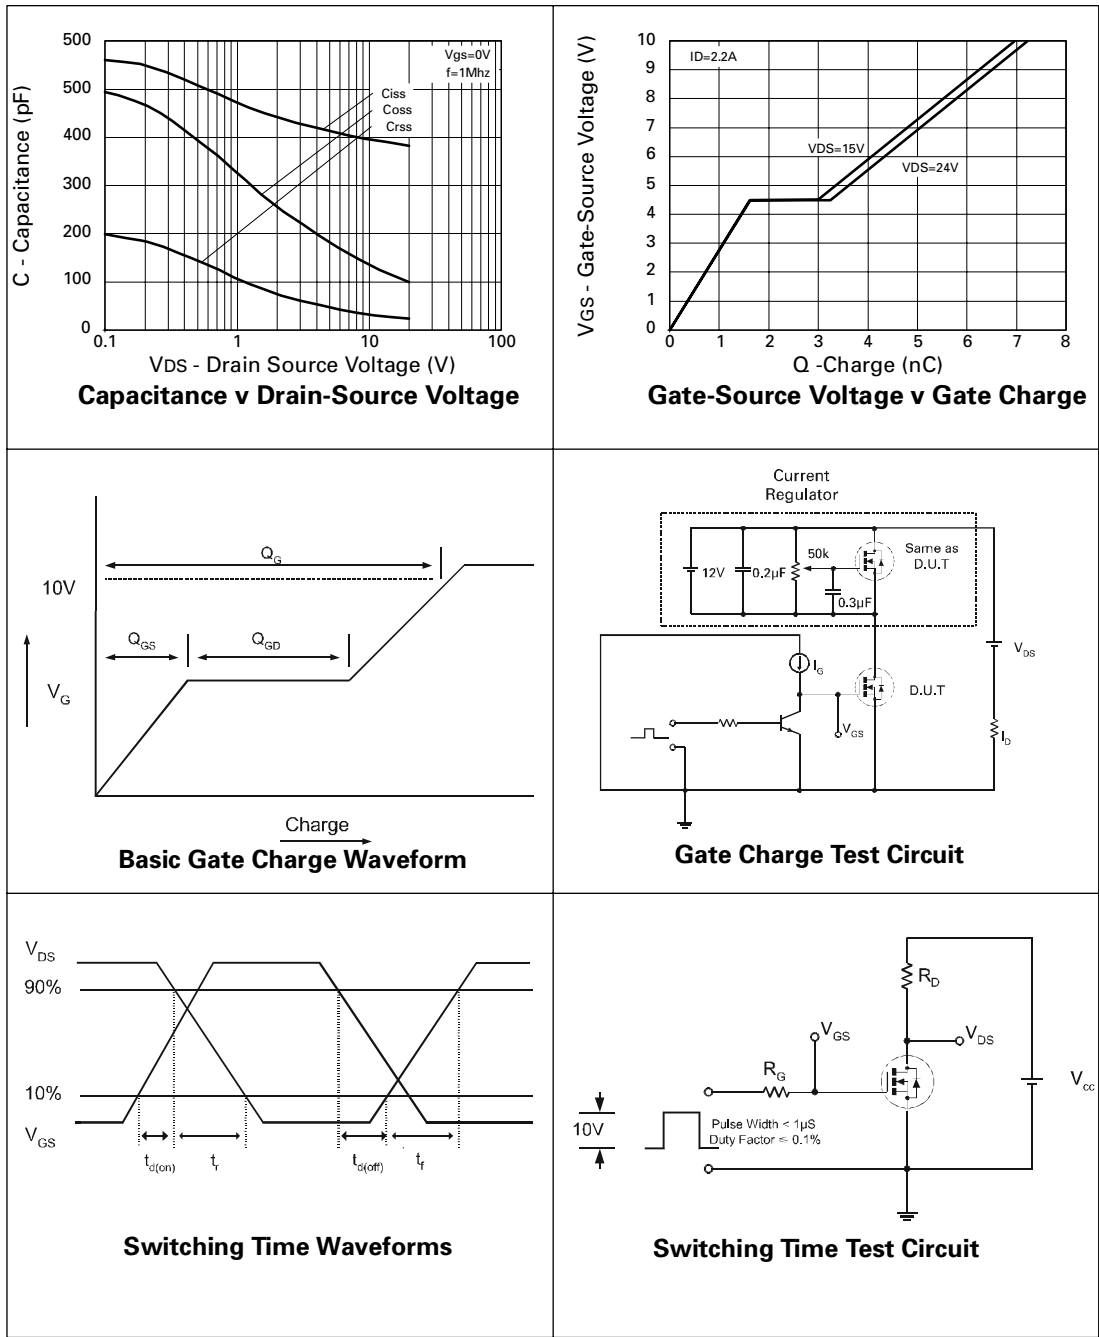 500
500
400
300
200
100
0
C - Capacitance (pF)
Vgs=0V
f=1Mhz
Ciss
Coss
Crss
0.1
1
10
100
VDS - Drain Source Voltage (V)
Capacitance v Drain-Source Voltage
10
9
8
7
6
5
4
3
2
1
0
VGS - Gate-Source Voltage (V)
ID=2.2A
VDS=15V
VDS=24V
0
1
2
3
4
5
6
7
8
Q -Charge (nC)
Gate-Source Voltage v Gate Charge
QG
10V
QGS
QGD
VG
Charge
Basic Gate Charge Waveform
Current
Regulator
12V
0.2µF
50k
0.3µF
Same as
D.U.T
IG
VDS
D.U.T
VGS
ID
Gate Charge Test Circuit
VDS
90%
10%
VGS
td(on)
tr
td(off)
tf
Switching Time Waveforms
RD
VGS
VDS
RG
Vcc
10V
Pulse Width < 1µS
Duty Factor ≤ 0.1%
Switching Time Test Circuit